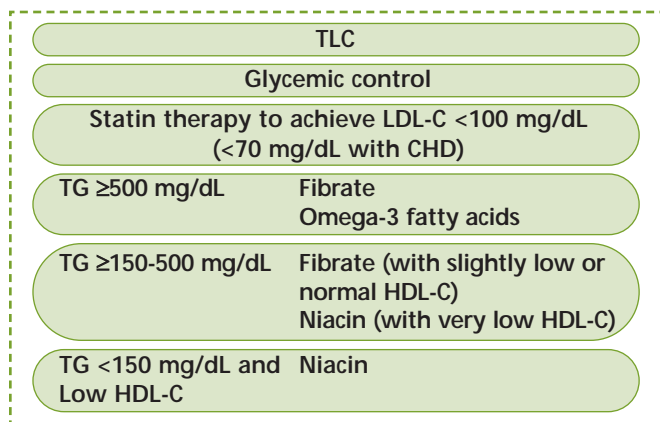 TLC
Glycemic control
Statin therapy to achieve LDL-C <100 mg/dL
(<70 mg/dL with CHD)
TG ≥500 mg/dL Fibrate
Omega-3 fatty acids
TG ≥150-500 mg/dL Fibrate (with slightly low or
normal HDL-C)
Niacin (with very low HDL-C)
TG <150 mg/dL and Niacin
Low HDL-C